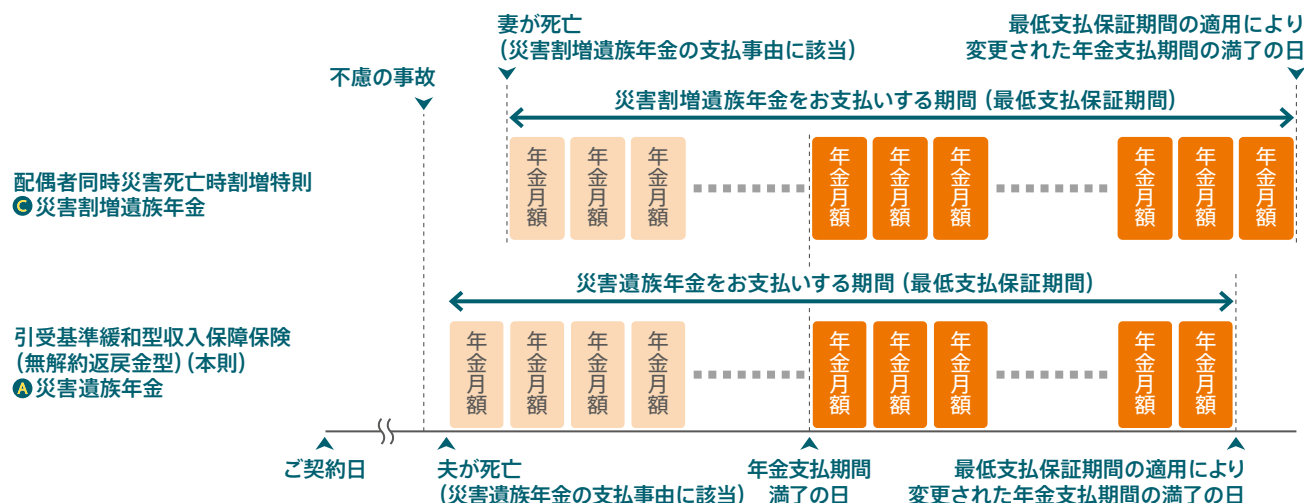 妻が死亡
(災害割増遺族年金の支払事由に該当)
最低支払保証期間の適用により
変更された年金支払期間の満了の日
不慮の事故
災害割増遺族年金をお支払いする期間(最低支払保証期間)
配偶者同時災害死亡時割増特則
C 災害割増遺族年金
年金月額
年金月額
年金月額
年金月額
年金月額
年金月額
年金月額
年金月額
年金月額
災害遺族年金をお支払いする期間(最低支払保証期間)
引受基準緩和型収入保障保険
(無解約返戻金型)(本則)
A 災害遺族年金
年金月額
年金月額
年金月額
年金月額
年金月額
年金月額
年金月額
年金月額
年金月額
ご契約日
夫が死亡
(災害遺族年金の支払事由に該当)
年金支払期間
満了の日
最低支払保証期間の適用により
変更された年金支払期間の満了の日